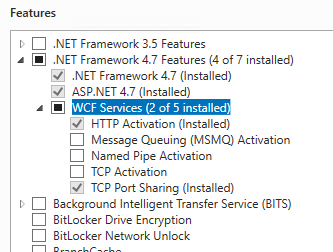 Features
.NET Framework 3.5 Features
.NET Framework 4.7 Features (4 of 7 installed)
.NET Framework 4.7 (Installed)
ASP.NET 4.7 (Installed)
WCF Services (2 of 5 installed)
HTTP Activation (Installed)
Message Queuing (MSMQ) Activation
Named Pipe Activation
TCP Activation
TCP Port Sharing (Installed)
Background Intelligent Transfer Service (BITS)
BitLocker Drive Encryption
BitLocker Network Unlock
BranchCache